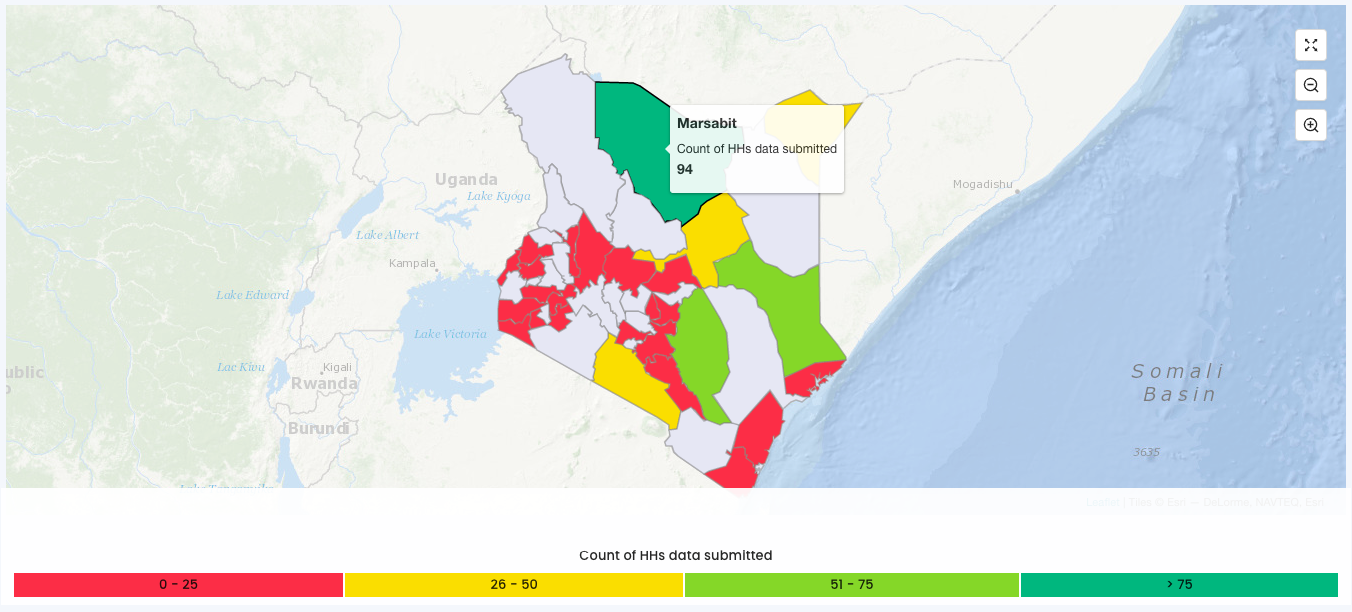 Marsabit
Count of HHs data submitted
94
Uganda
Lake Kyoga
Mogadishu
Lake Albert
Kampala
Lake Edward
Lake Victoria
Lac Kivu
Kigali
ublic
Rwanda
Somali
Basin
Burundi
3635
Leaflet | Tiles © Esri — DeLorme, NAVTEQ, Esri
Count of HHs data submitted
0 - 25
26 - 50
51 - 75
> 75